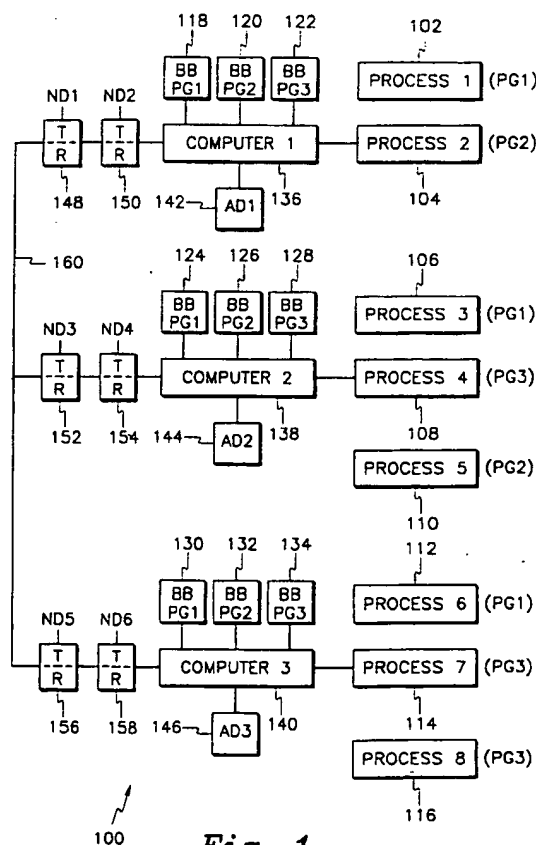 118 120 122 102
BB PG1 BB PG2 BB PG3
PROCESS 1 (PG1)
ND1 ND2
T R T R
COMPUTER 1
PROCESS 2 (PG2)
148 150
142 AD1 136
104
160
124 126 128 106
BB PG1 BB PG2 BB PG3
PROCESS 3 (PG1)
ND3 ND4
T R T R
COMPUTER 2
PROCESS 4 (PG3)
152 154
144 AD2 138
108
PROCESS 5 (PG2)
110
130 132 134 112
BB PG1 BB PG2 BB PG3
PROCESS 6 (PG1)
ND5 ND6
T R T R
COMPUTER 3
PROCESS 7 (PG3)
156 158
146 AD3 140
114
PROCESS 8 (PG3)
116
100
Fig. 1